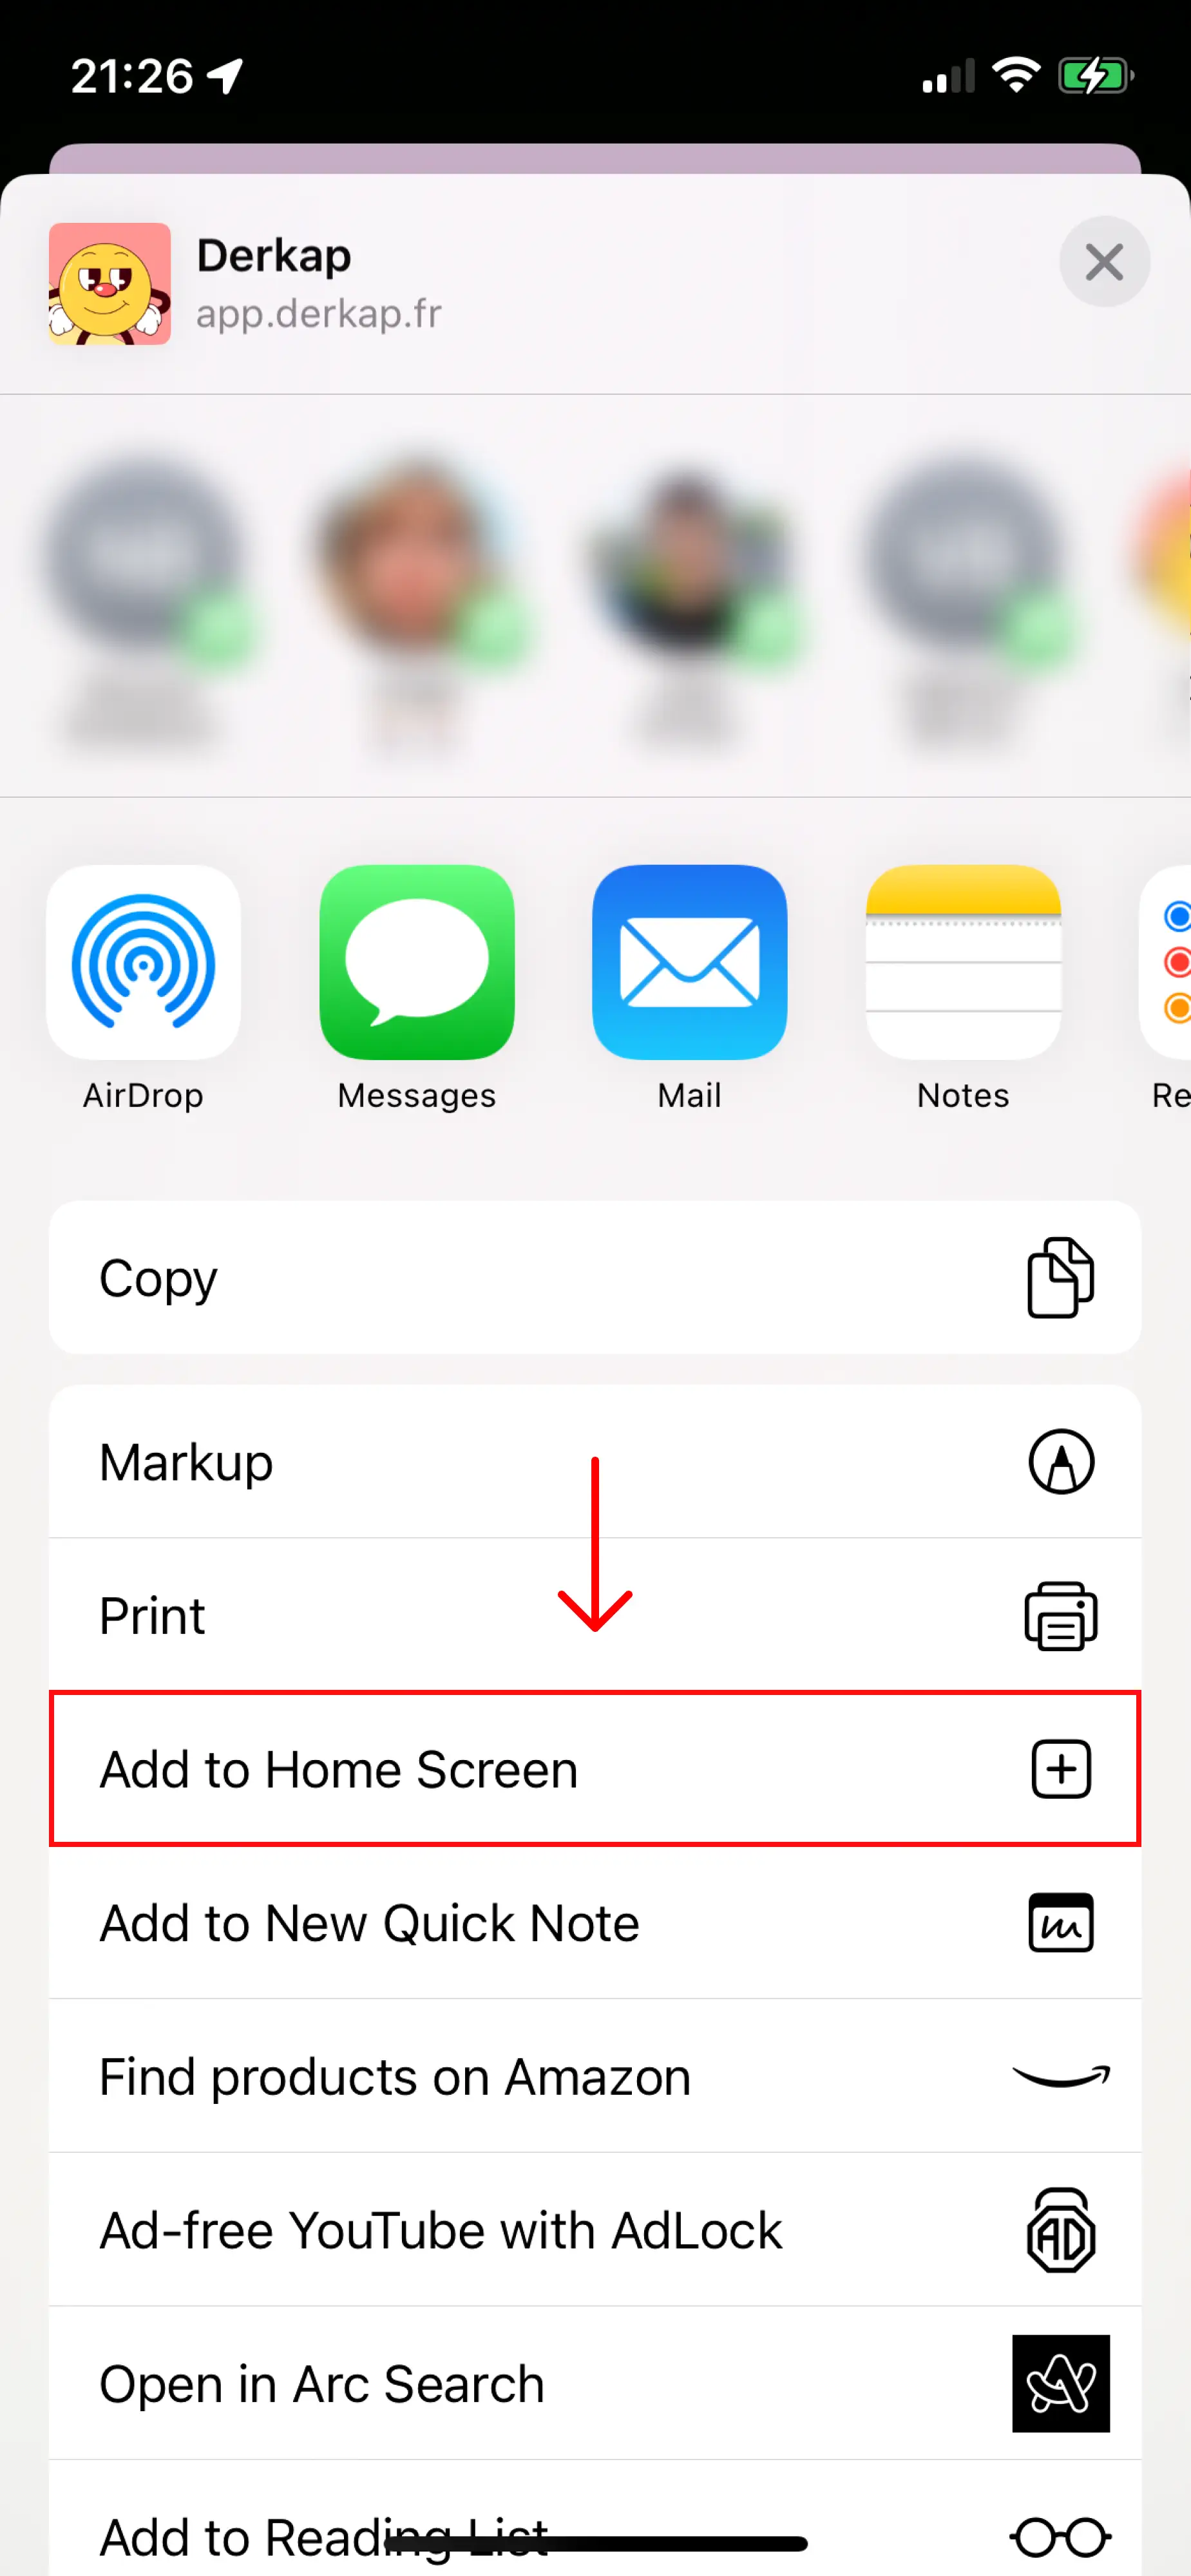 21:26
Derkap
app.derkap.fr
AirDrop
Messages
Mail
Notes
Re
Copy
Markup
Print
Add to Home Screen
Add to New Quick Note
Find products on Amazon
Ad-free YouTube with AdLock
AD
Open in Arc Search
Add to Reading List